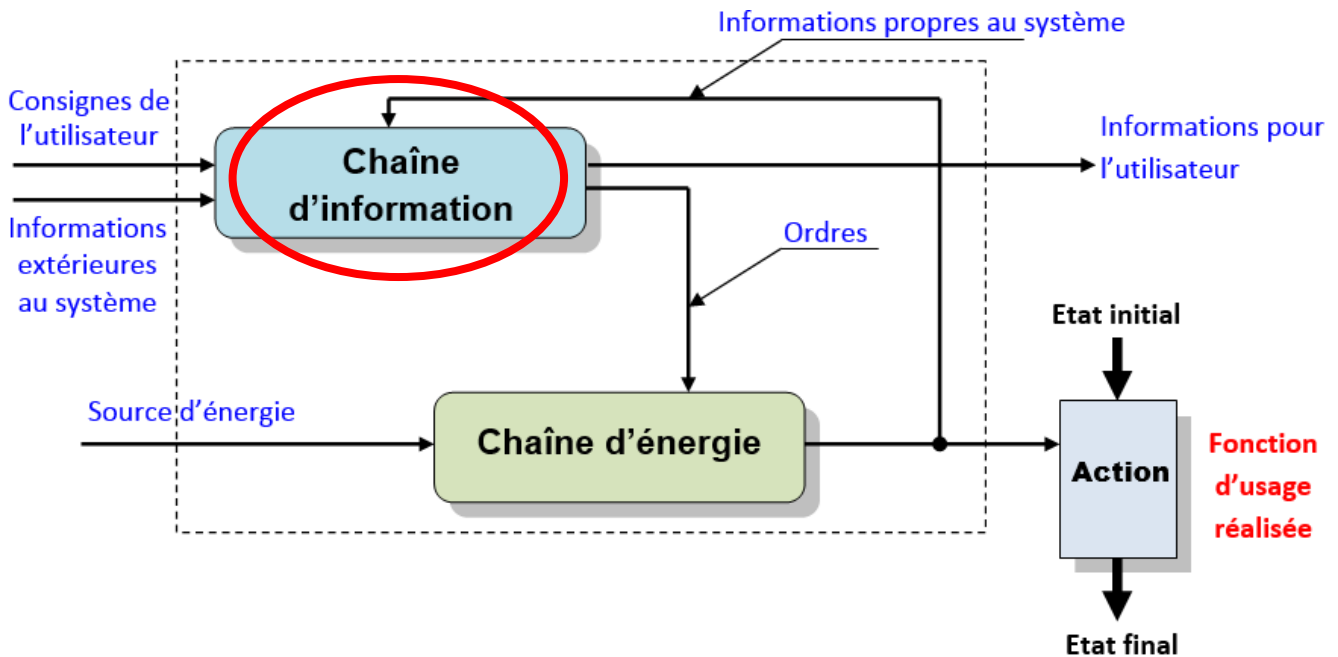 Informations propres au système
Consignes de
l'utilisateur
Informations pour
l'utilisateur
Chaîne
d'information
Informations
extérieures
au système
Ordres
Etat initial
Source d'énergie
Chaîne d'énergie
Action
Fonction
d'usage
réalisée
Etat final